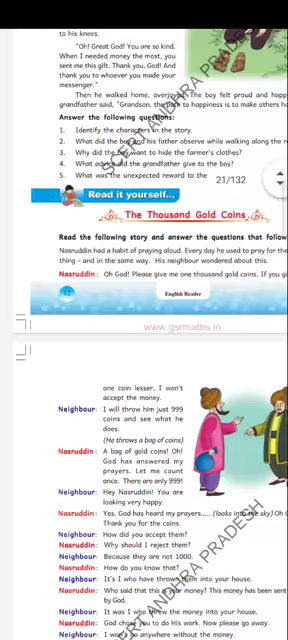 to his knees.
"Oh! Great God! You are so kind.
When I needed money the most, you
sent me this gift. Thank you, God! And
thank you to whoever you made your
messenger."
Then he walked home, overjoyed. The boy felt proud and happ
grandfather said, "Grandson, the path to happiness is to make others h
Answer the following questions:
1. Identify the characters in the story.
2. What did the boy and his father observe while walking along the r
3. Why did the boy want to hide the farmer's clothes?
4. What advice did the grandfather give to the boy?
5. What was the unexpected reward to the
21/132
Read it yourself...
The Thousand Gold Coins
Read the following story and answer the questions that follow
Nasruddin had a habit of praying aloud. Every day he used to pray for the
thing - and in the same way. His neighbour wondered about this.
Nasruddin: Oh God! Please give me one thousand gold coins. If you gi
12
English Reader
www.gsrmaths.in
one coin lesser, I won't
accept the money.
Neighbour: I will throw him just 999
coins and see what he
does.
(He throws a bag of coins)
Nasruddin: A bag of gold coins! Oh!
God has answered my
prayers. Let me count
once. There are only 999!
Neighbour: Hey Nasruddin! You are
looking very happy.
Nasruddin: Yes. God has heard my prayers..... (looks into the sky) Oh G
Thank you for the coins.
Neighbour: How did you accept them?
Nasruddin: Why should I reject them?
Neighbour: Because they are not 1000.
Nasruddin: How do you know that?
Neighbour: It's I who have thrown them into your house.
Nasruddin: Who said that this is your money? This money has been sent
by God.
Neighbour: It was I who threw the money into your house.
Nasruddin: God chose you to do His work. Now please go away.
Neighbour: I won't go anywhere without the money.
SCERT ANDHRA PRADESH
ANDHRA PRADESH